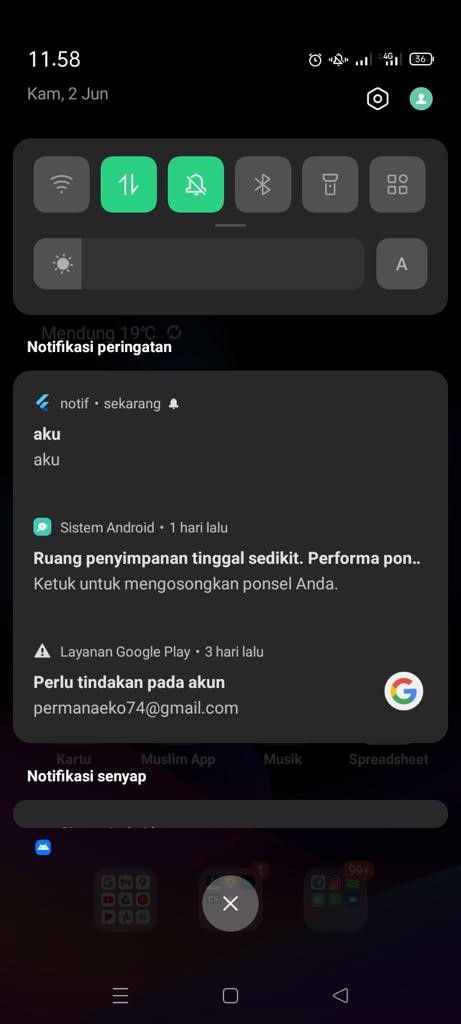 11.58
4G
36
Kam, 2 Jun
A
Mendung 19°C
Notifikasi peringatan
notif • sekarang
aku
aku
Sistem Android • 1 hari lalu
Ruang penyimpanan tinggal sedikit. Performa pon..
Ketuk untuk mengosongkan ponsel Anda.
Layanan Google Play • 3 hari lalu
Perlu tindakan pada akun
permanaeko74@gmail.com
Kartu Muslim App Musik Spreadsheet
Notifikasi senyap
1
99+